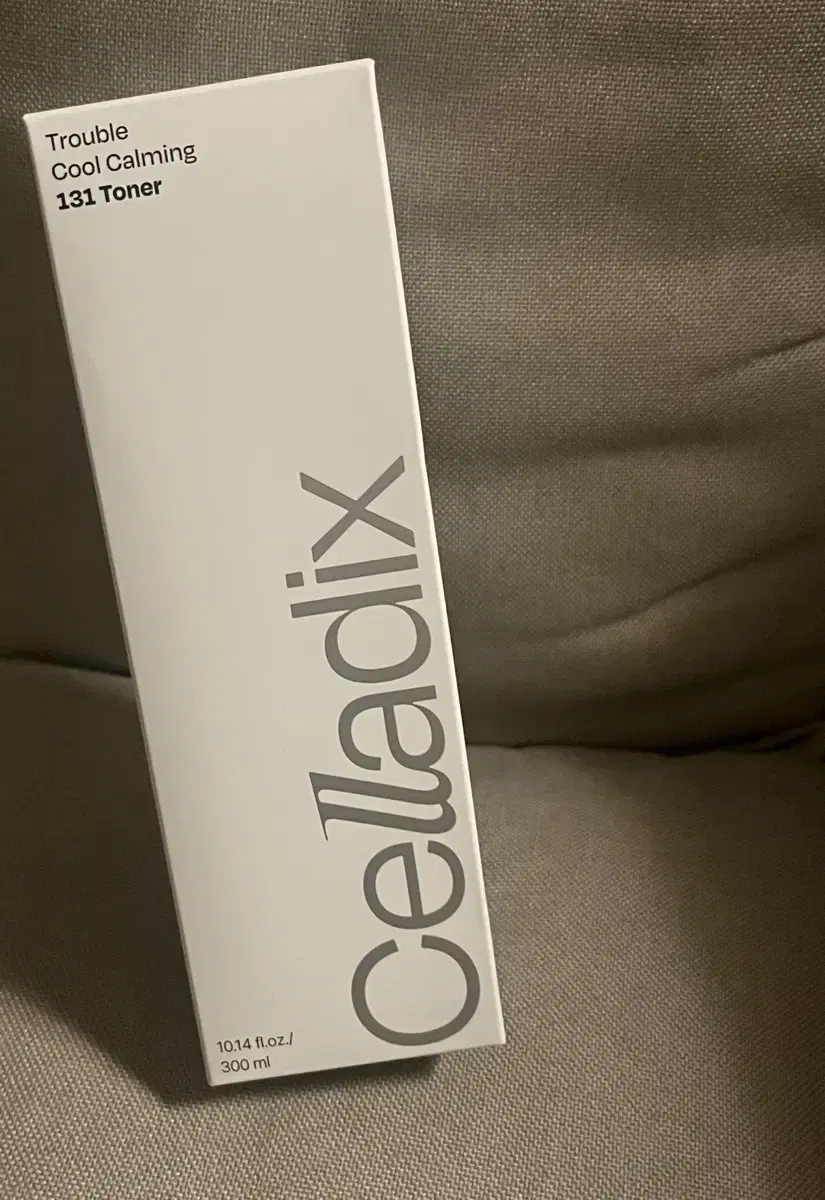 Trouble
Cool Calming
131 Toner
Celladix
10.14 fl.oz./
300 ml